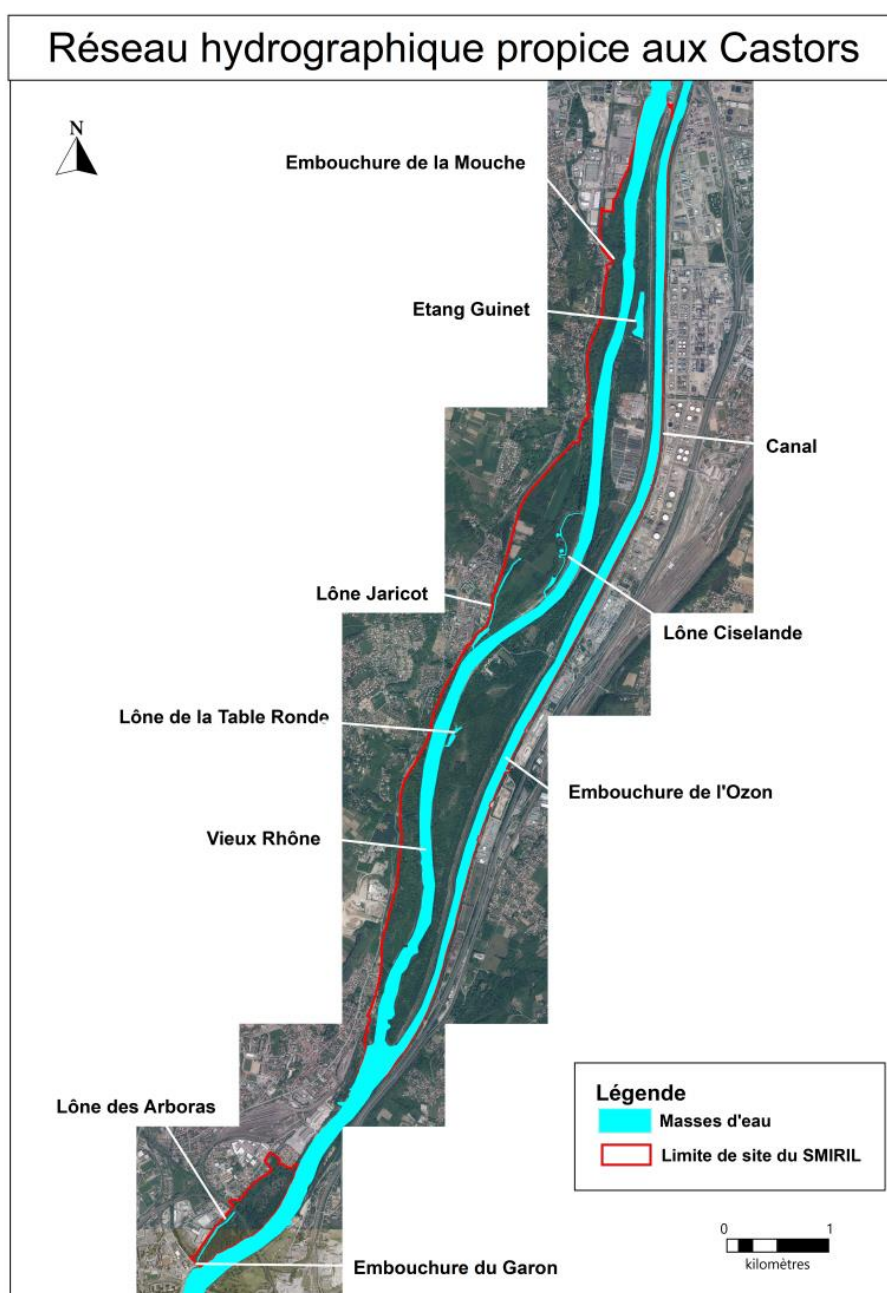 Réseau hydrographique propice aux Castors
N
Embouchure de la Mouche
Etang Guinet
Canal
Lône Jaricot
Lône Ciselande
Lône de la Table Ronde
Embouchure de l'Ozon
Vieux Rhône
Légende
Masses d'eau
Lône des Arboras
Limite de site du SMIRIL
0 1
kilomètres
Embouchure du Garon